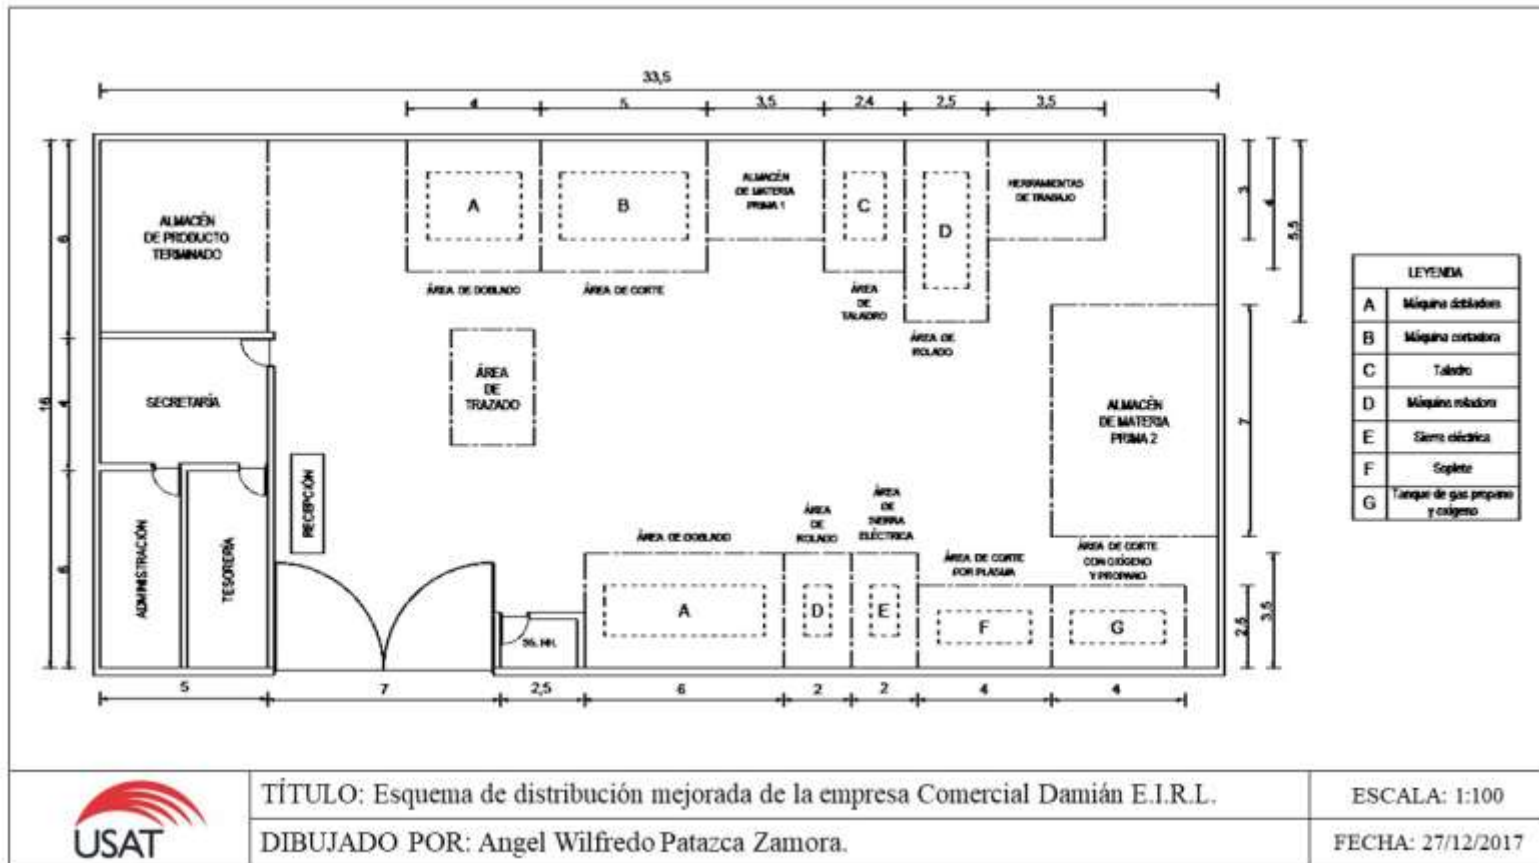 33,5
4
5
3,5
2,4
2,5
3,5
ALMACÉN
DE PRODUCTO
TERMINADO
A
B
ALMACÉN
DE MATERIA
PRIMA 1
C
D
HERRAMIENTAS
DE TRABAJO
3
4
5,5
6
ÁREA DE DOBLADO
ÁREA DE CORTE
ÁREA
DE
TALADRO
ÁREA DE
ROLADO
LEYENDA
A Máquina dobladora
B Máquina cortadora
C Taladro
D Máquina roladora
E Sierra eléctrica
F Soplete
G Tanque de gas propano
y oxígeno
16
4
SECRETARÍA
ÁREA
DE
TRAZADO
ALMACÉN
DE MATERIA
PRIMA 2
7
RECEPCIÓN
6
ADMINISTRACIÓN
TESORERÍA
ÁREA DE DOBLADO
ÁREA
DE
ROLADO
ÁREA
DE
SIERRA
ELÉCTRICA
ÁREA DE CORTE
POR PLASMA
ÁREA DE CORTE
CON OXÍGENO
Y PROPANO
SS. HH.
A
D
E
F
G
2,5
3,5
5
7
2,5
6
2
2
4
4
USAT
TÍTULO: Esquema de distribución mejorada de la empresa Comercial Damián E.I.R.L.
ESCALA: 1:100
DIBUJADO POR: Angel Wilfredo Patazca Zamora.
FECHA: 27/12/2017